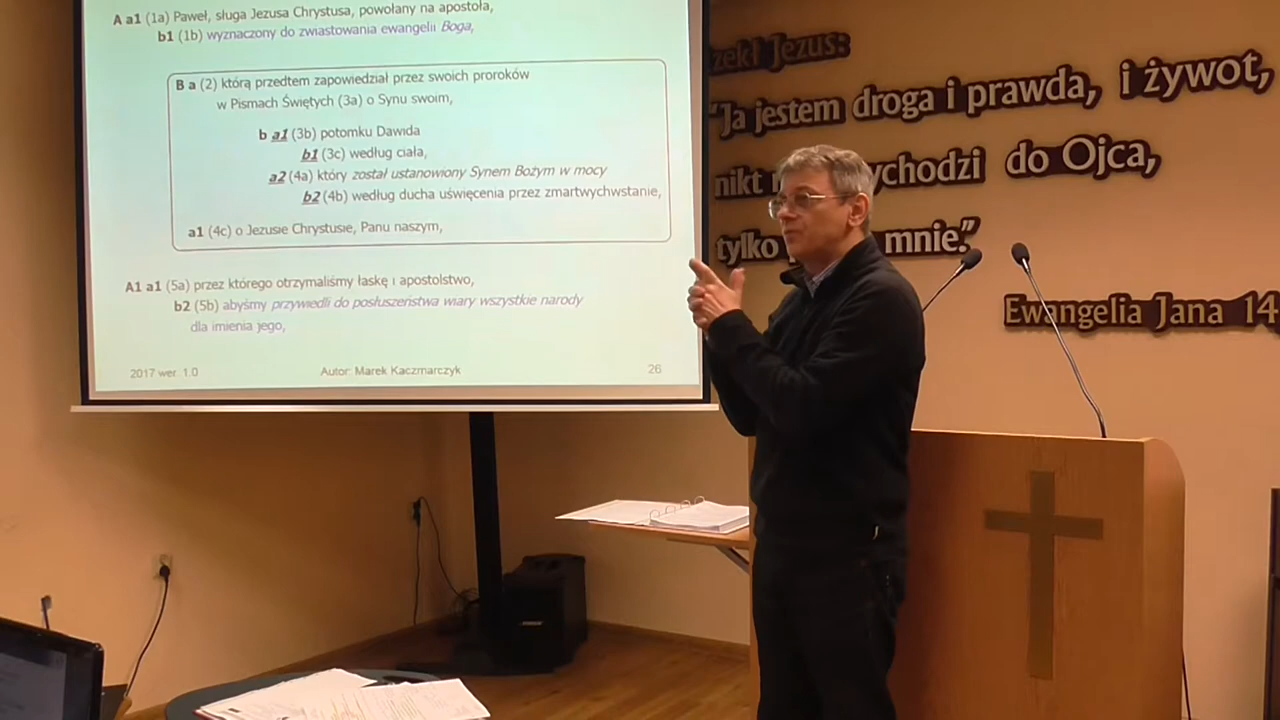 A a1 (1a) Paweł, sługa Jezusa Chrystusa, powołany na apostoła,
b1 (1b) wyznaczony do zwiastowania ewangelii Boga,
B a (2) którą przedtem zapowiedział przez swoich proroków
w Pismach Świętych (3a) o Synu swoim,
b a1 (3b) potomku Dawida
b1 (3c) według ciała,
a2 (4a) który został ustanowiony Synem Bożym w mocy
b2 (4b) według ducha uświęcenia przez zmartwychwstanie,
a1 (4c) o Jezusie Chrystusie, Panu naszym,
A1 a1 (5a) przez którego otrzymaliśmy łaskę i apostolstwo,
b2 (5b) abyśmy przywiedli do posłuszeństwa wiary wszystkie narody
dla imienia jego,
2017 wer. 1.0 Autor: Marek Kaczmarczyk 26
zekł Jezus:
"Ja jestem droga i prawda, i żywot,
nikt ychodzi do Ojca,
tylko mnie."
Ewangelia Jana 14